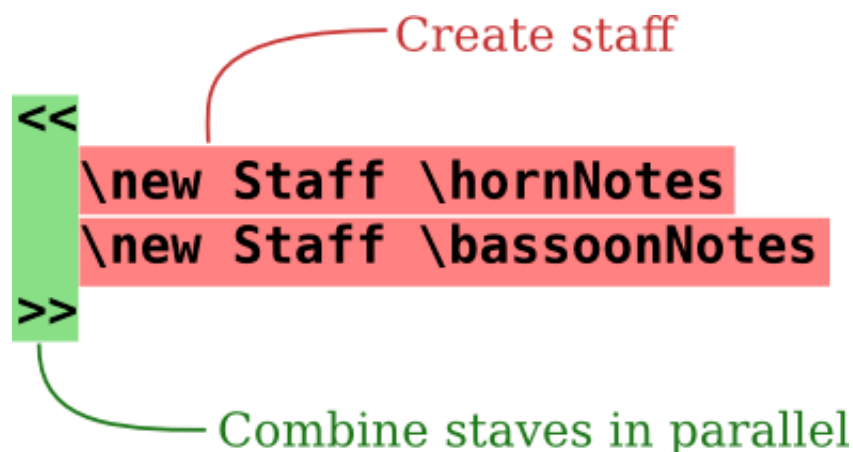 Create staff
<<
\new Staff \hornNotes
\new Staff \bassoonNotes
>>
Combine staves in parallel